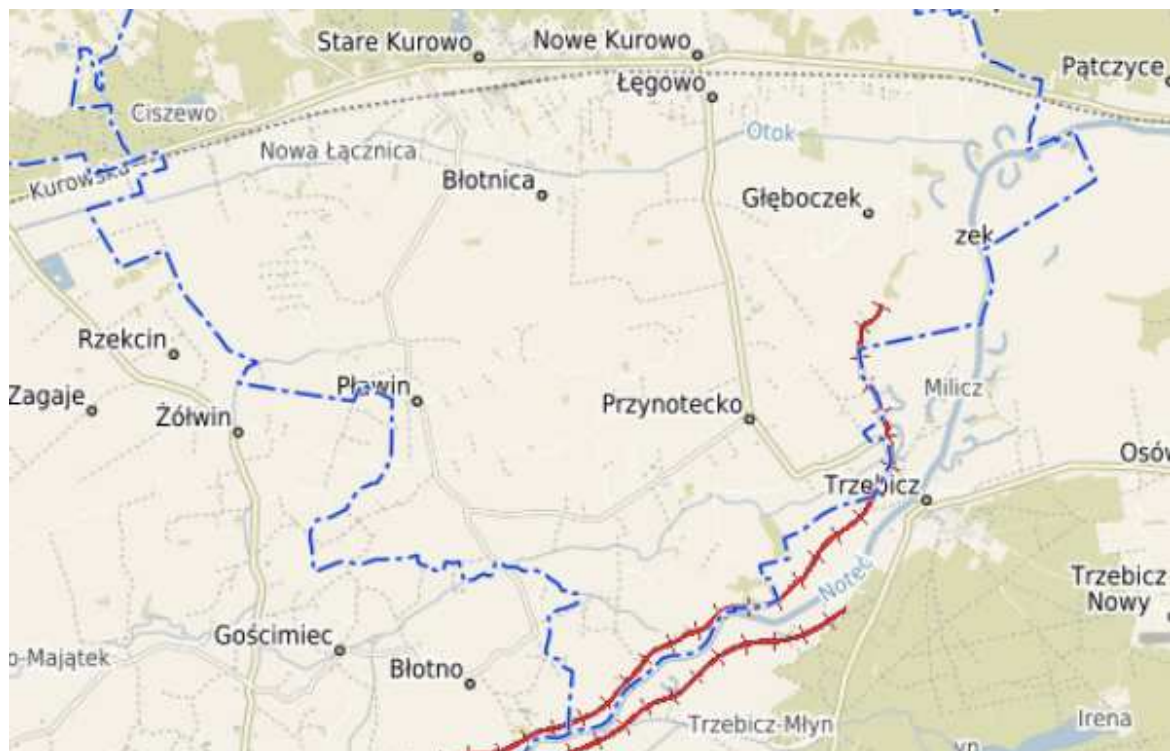 Stare Kurowo
Nowe Kurowo
Pątczyce
Łęgowo
Ciszewo
Otok
Nowa Łącznica
Kurowska
Błotnica
Głęboczek
zek
Rzekcin
Zagaje
Pławin
Milicz
Żółwin
Przynotecko
Osów
Trzebicz
Noteć
Trzebicz
Nowy
Gościmiec
o-Majątek
Błotno
Trzebicz-Młyn
Irena